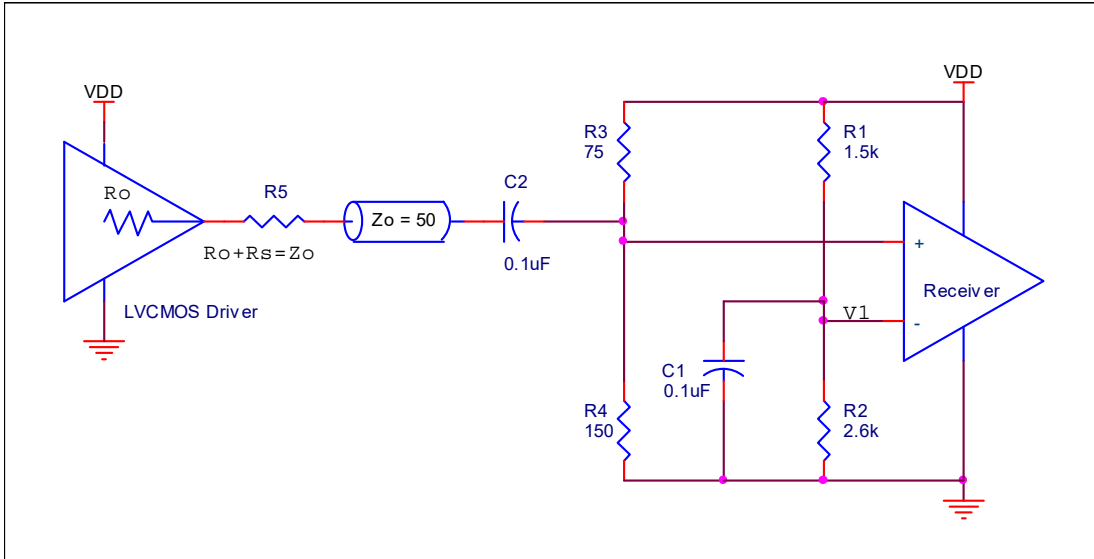 VDD
Ro
R5
Ro+Rs=Zo
LVCMOS Driver
Zo = 50
C2
0.1uF
R3
75
VDD
R1
1.5k
+
Receiver
V1
-
C1
0.1uF
R4
150
R2
2.6k